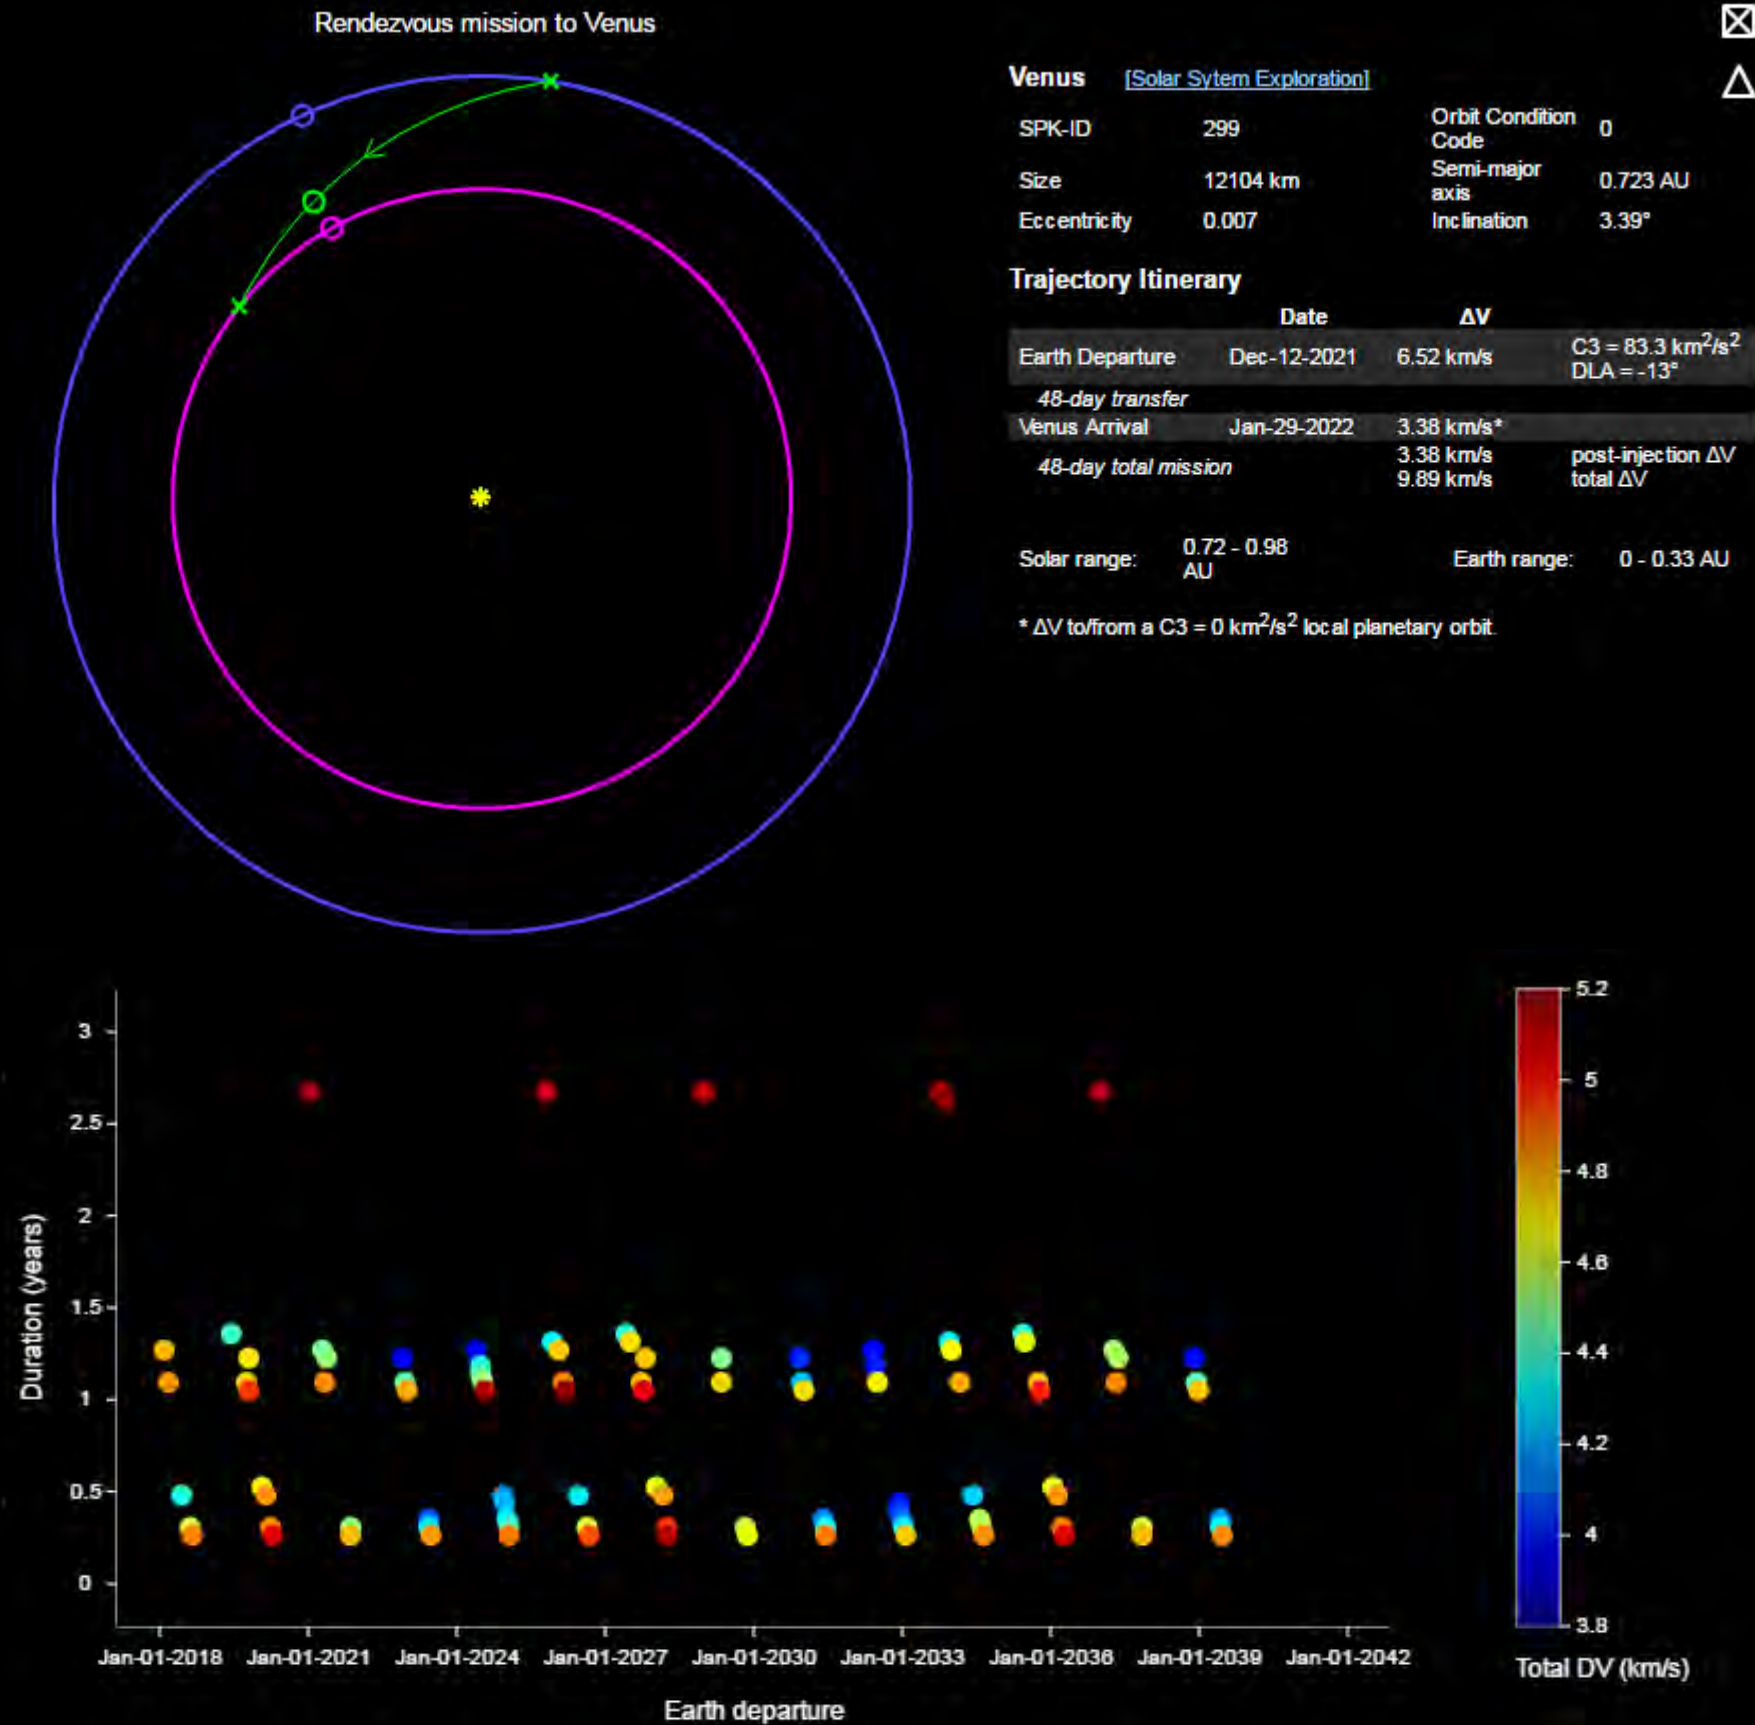 Rendezvous mission to Venus
Venus [Solar Sytem Exploration]
SPK-ID 299 Orbit Condition Code 0
Size 12104 km Semi-major axis 0.723 AU
Eccentricity 0.007 Inclination 3.39°
Trajectory Itinerary
Date ΔV
Earth Departure Dec-12-2021 6.52 km/s C3 = 83.3 km²/s² DLA = -13°
48-day transfer
Venus Arrival Jan-29-2022 3.38 km/s*
48-day total mission 3.38 km/s post-injection ΔV
9.89 km/s total ΔV
Solar range: 0.72 - 0.98 AU Earth range: 0 - 0.33 AU
* ΔV to/from a C3 = 0 km²/s² local planetary orbit.
Duration (years)
3
2.5
2
1.5
1
0.5
0
Jan-01-2018 Jan-01-2021 Jan-01-2024 Jan-01-2027 Jan-01-2030 Jan-01-2033 Jan-01-2036 Jan-01-2039 Jan-01-2042
Earth departure
5.2
5
4.8
4.6
4.4
4.2
4
3.8
Total DV (km/s)